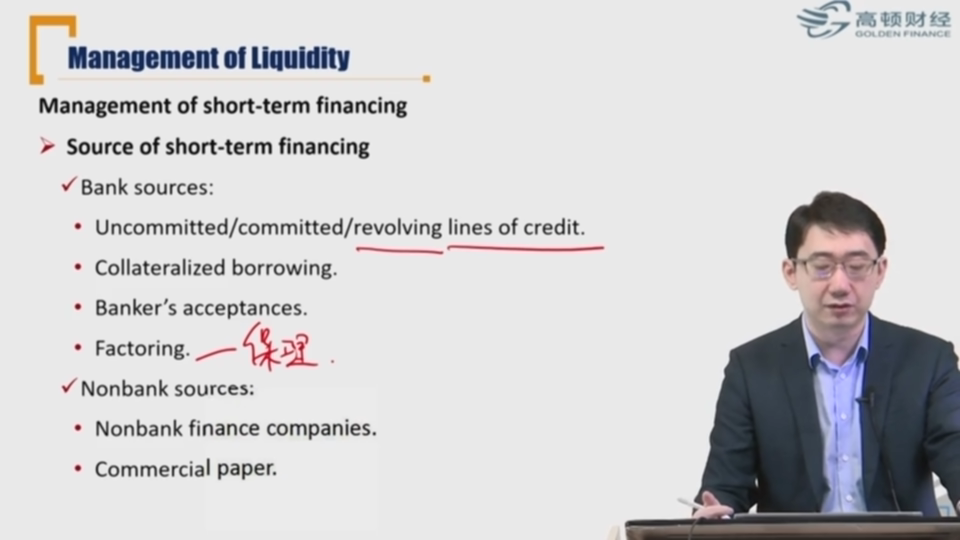 高顿财经
GOLDEN FINANCE
Management of Liquidity
Management of short-term financing
Source of short-term financing
Bank sources:
Uncommitted/committed/revolving lines of credit.
Collateralized borrowing.
Banker's acceptances.
Factoring. — 保理.
Nonbank sources:
Nonbank finance companies.
Commercial paper.